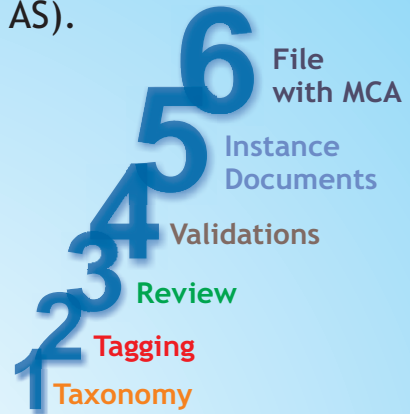 AS).
6 File
with MCA
5 Instance
Documents
4 Validations
3 Review
2 Tagging
1 Taxonomy